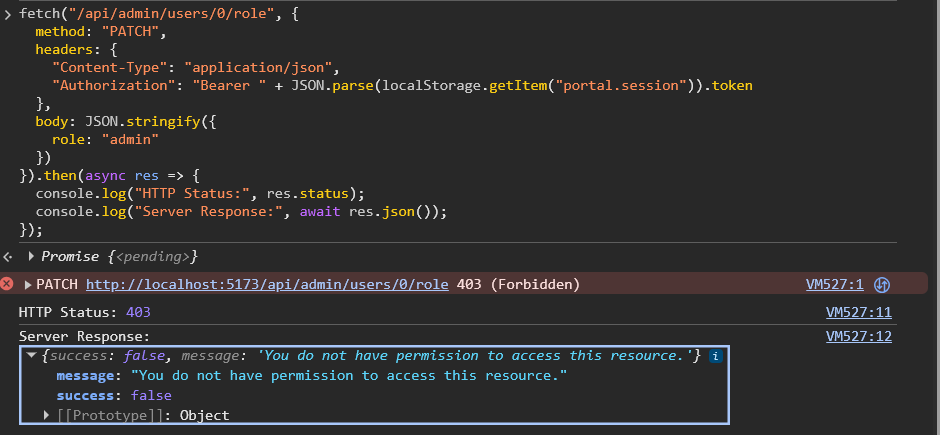 fetch("/api/admin/users/0/role", {
method: "PATCH",
headers: {
"Content-Type": "application/json",
"Authorization": "Bearer " + JSON.parse(localStorage.getItem("portal.session")).token
},
body: JSON.stringify({
role: "admin"
})
}).then(async res => {
console.log("HTTP Status:", res.status);
console.log("Server Response:", await res.json());
});
Promise {<pending>}
PATCH http://localhost:5173/api/admin/users/0/role 403 (Forbidden) VM527:1
HTTP Status: 403 VM527:11
Server Response: VM527:12
{success: false, message: 'You do not have permission to access this resource.'} i
message: "You do not have permission to access this resource."
success: false
[[Prototype]]: Object